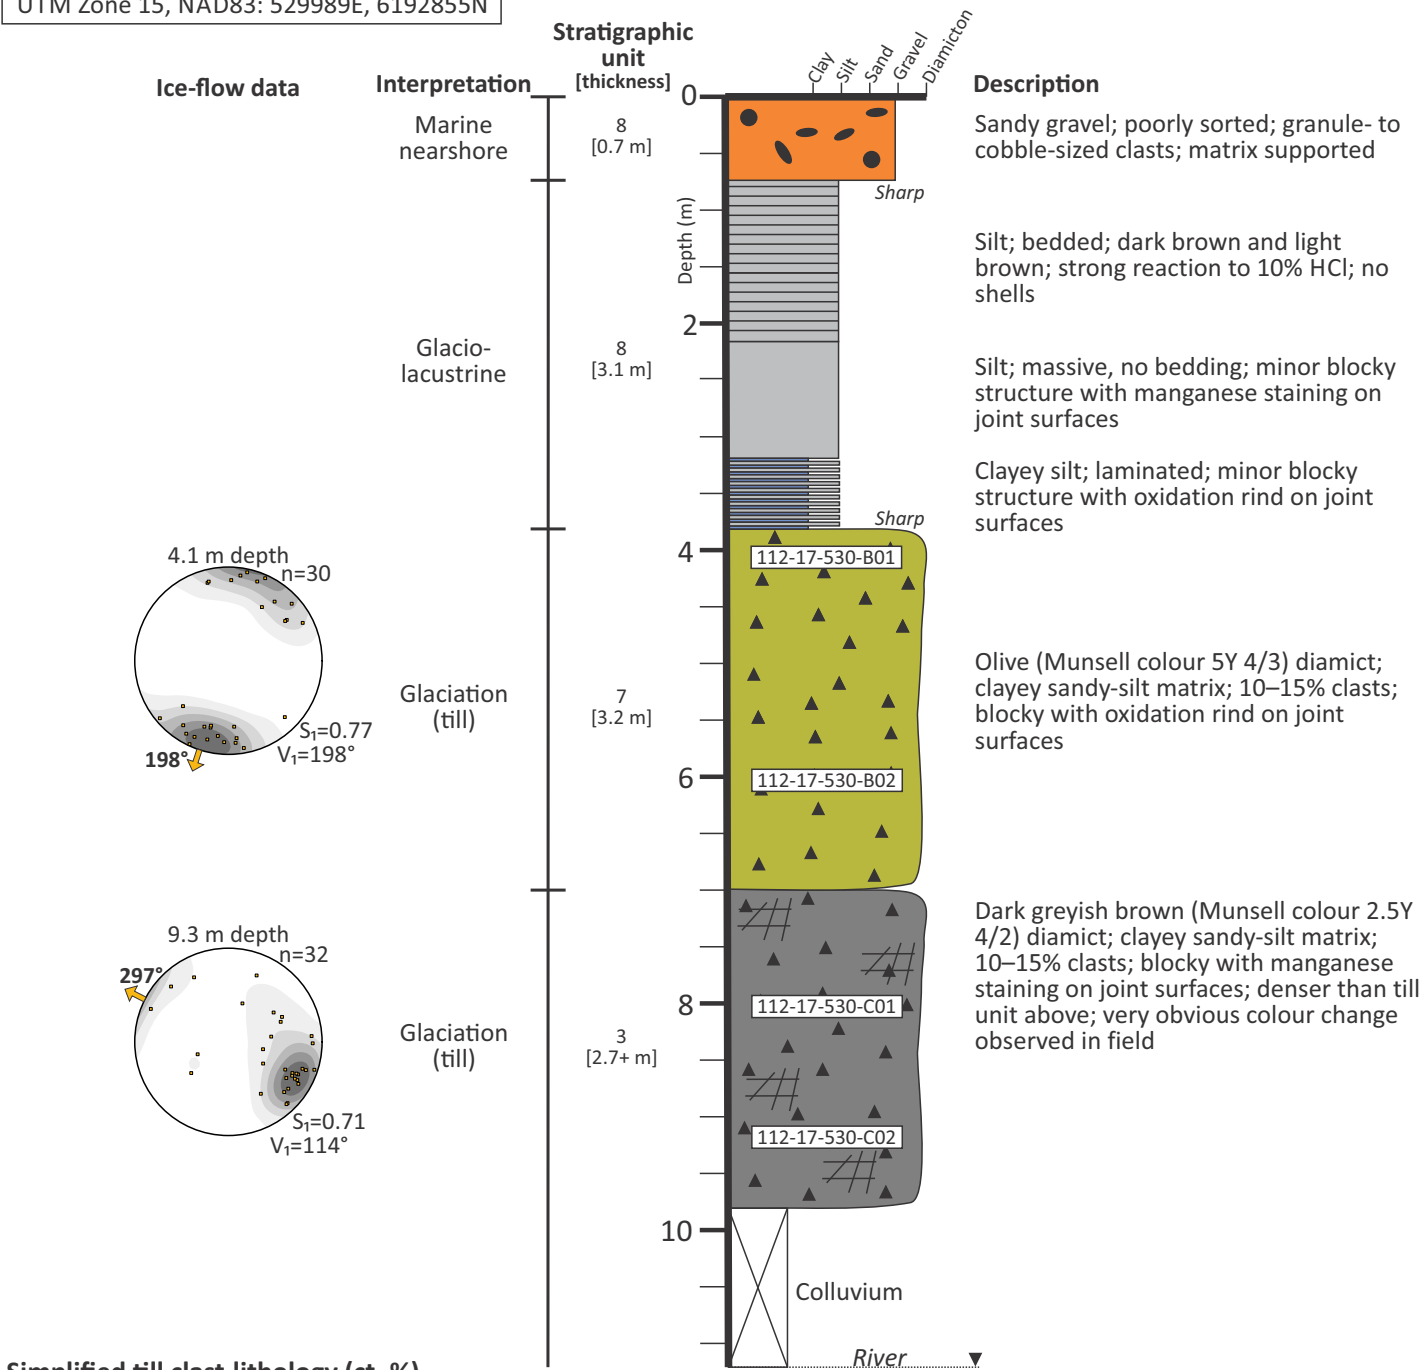 UTM Zone 15, NAD83: 529989E, 6192855N
Ice-flow data
Interpretation
Stratigraphic
unit
[thickness]
Clay
Silt
Sand
Gravel
Diamicton
Description
0
2
4
6
8
10
Depth (m)
Marine
nearshore
8
[0.7 m]
Sandy gravel; poorly sorted; granule- to
cobble-sized clasts; matrix supported
Sharp
Glacio-
lacustrine
8
[3.1 m]
Silt; bedded; dark brown and light
brown; strong reaction to 10% HCl; no
shells
Silt; massive, no bedding; minor blocky
structure with manganese staining on
joint surfaces
Clayey silt; laminated; minor blocky
structure with oxidation rind on joint
surfaces
Sharp
4.1 m depth
n=30
S₁=0.77
V₁=198°
198°
Glaciation
(till)
7
[3.2 m]
112-17-530-B01
112-17-530-B02
Olive (Munsell colour 5Y 4/3) diamict;
clayey sandy-silt matrix; 10–15% clasts;
blocky with oxidation rind on joint
surfaces
9.3 m depth
n=32
297°
S₁=0.71
V₁=114°
Glaciation
(till)
3
[2.7+ m]
112-17-530-C01
112-17-530-C02
Dark greyish brown (Munsell colour 2.5Y
4/2) diamict; clayey sandy-silt matrix;
10–15% clasts; blocky with manganese
staining on joint surfaces; denser than till
unit above; very obvious colour change
observed in field
Colluvium
River
Simplified till clast lithology (ct. %)